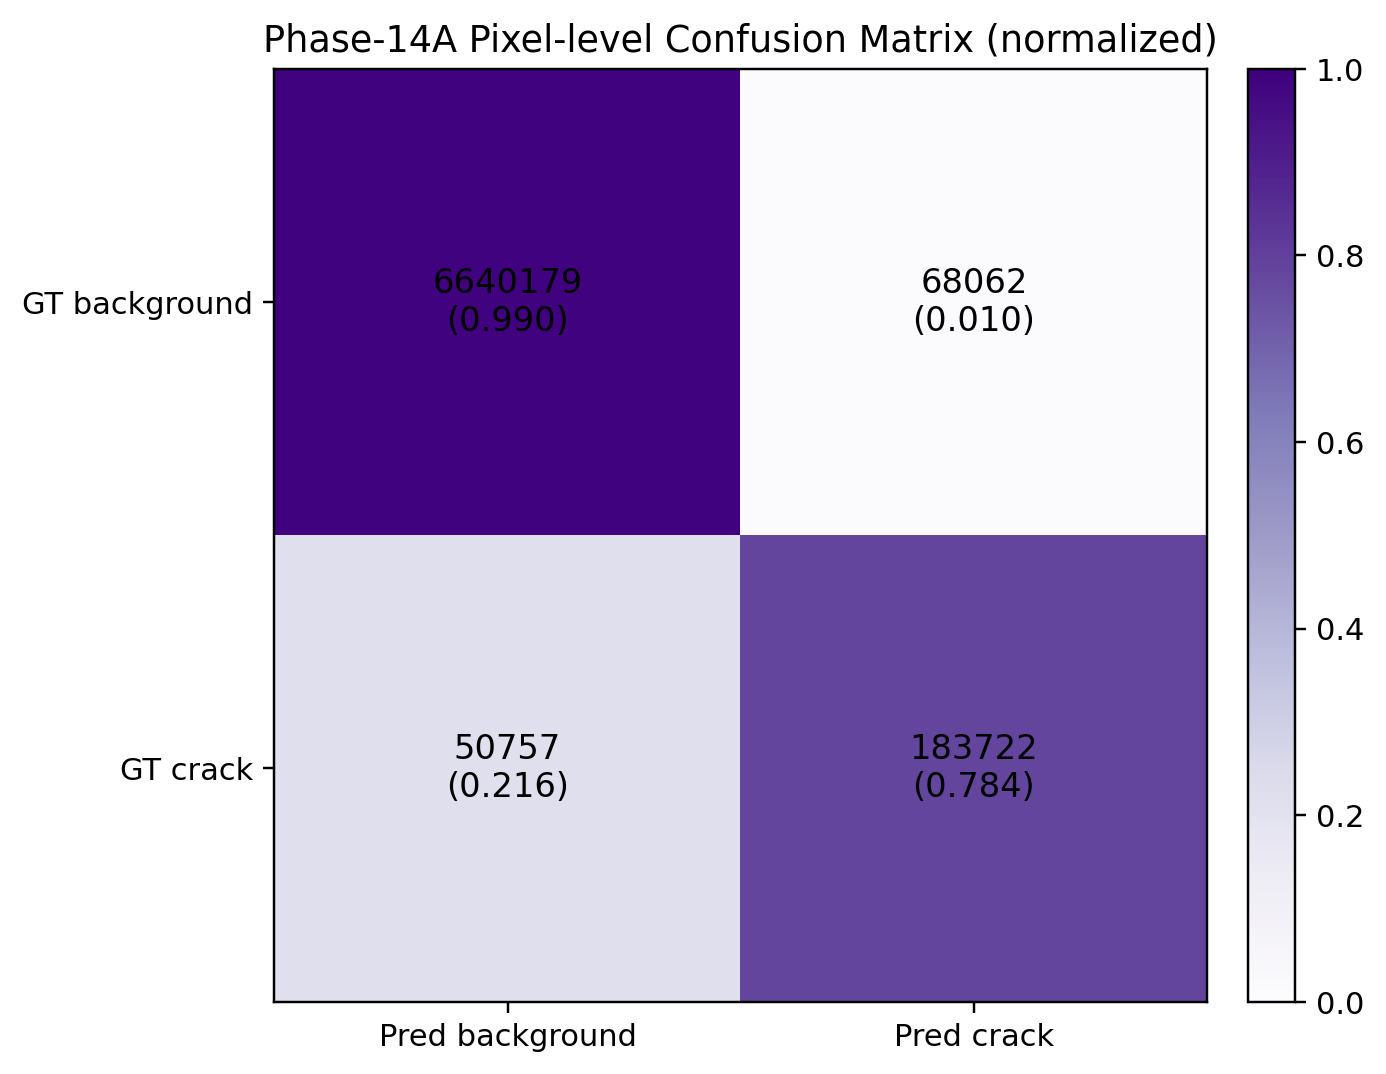 Phase-14A Pixel-level Confusion Matrix (normalized)
1.0
0.8
0.6
0.4
0.2
0.0
GT background
6640179
(0.990)
68062
(0.010)
GT crack
50757
(0.216)
183722
(0.784)
Pred background
Pred crack